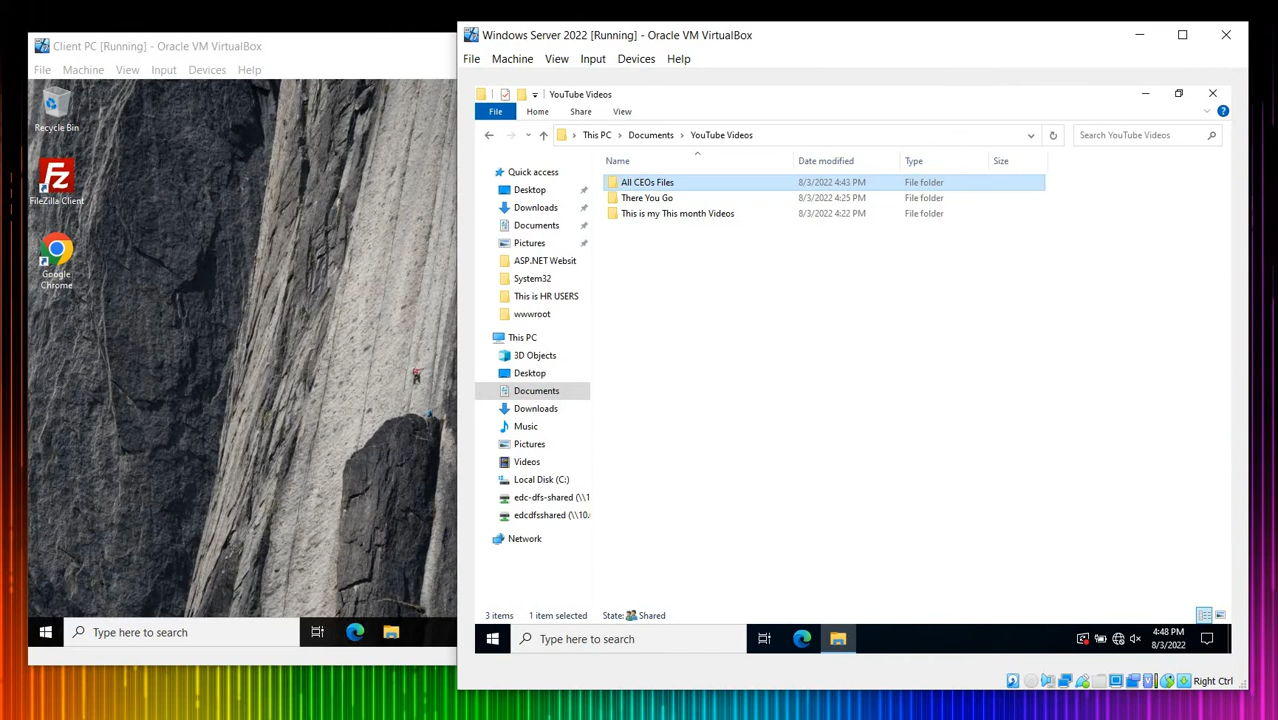 Client PC [Running] - Oracle VM VirtualBox
File Machine View Input Devices Help
Recycle Bin
FileZilla Client
Google
Chrome
Type here to search
Windows Server 2022 [Running] - Oracle VM VirtualBox
File Machine View Input Devices Help
YouTube Videos
File Home Share View
This PC > Documents > YouTube Videos
Search YouTube Videos
Name Date modified Type Size
All CEOs Files 8/3/2022 4:43 PM File folder
There You Go 8/3/2022 4:25 PM File folder
This is my This month Videos 8/3/2022 4:22 PM File folder
Quick access
Desktop
Downloads
Documents
Pictures
ASP.NET Websit
System32
This is HR USERS
wwwroot
This PC
3D Objects
Desktop
Documents
Downloads
Music
Pictures
Videos
Local Disk (C:)
edc-dfs-shared (\\1
edcdfsshared (\\10.
Network
3 items 1 item selected State: Shared
Type here to search
4:48 PM
8/3/2022
Right Ctrl